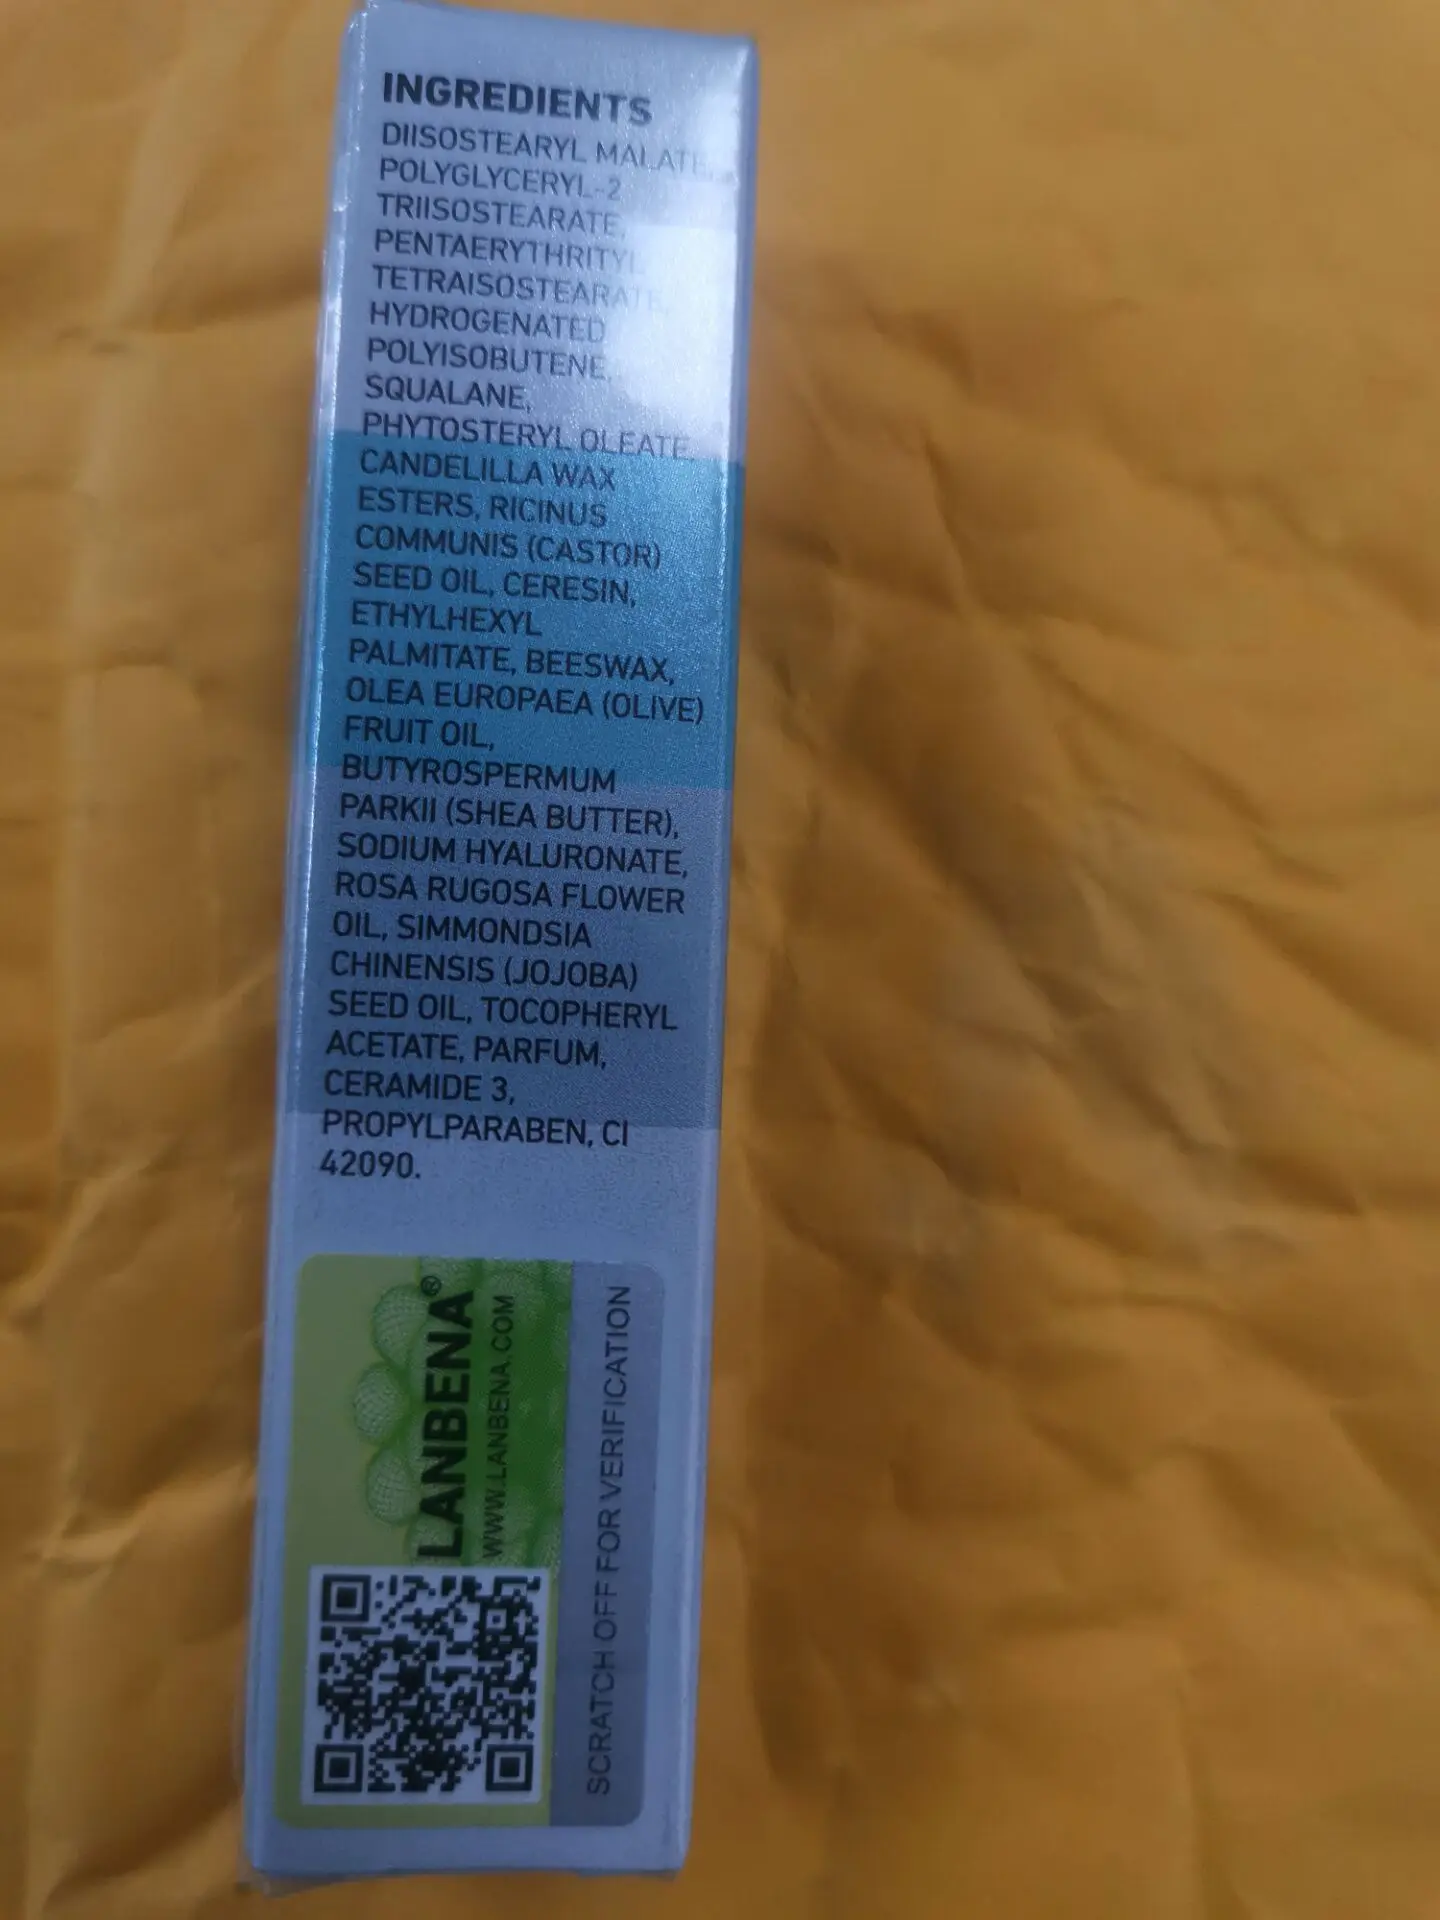 INGREDIENTS
DIISOSTEARYL MALATE,
POLYGLYCERYL-2
TRIISOSTEARATE,
PENTAERYTHRITYL
TETRAISOSTEARATE,
HYDROGENATED
POLYISOBUTENE,
SQUALANE,
PHYTOSTERYL OLEATE,
CANDELILLA WAX
ESTERS, RICINUS
COMMUNIS (CASTOR)
SEED OIL, CERESIN,
ETHYLHEXYL
PALMITATE, BEESWAX,
OLEA EUROPAEA (OLIVE)
FRUIT OIL,
BUTYROSPERMUM
PARKII (SHEA BUTTER),
SODIUM HYALURONATE,
ROSA RUGOSA FLOWER
OIL, SIMMONDSIA
CHINENSIS (JOJOBA)
SEED OIL, TOCOPHERYL
ACETATE, PARFUM,
CERAMIDE 3,
PROPYLPARABEN, CI
42090.
LANBENA®
WWW.LANBENA.COM
SCRATCH OFF FOR VERIFICATION